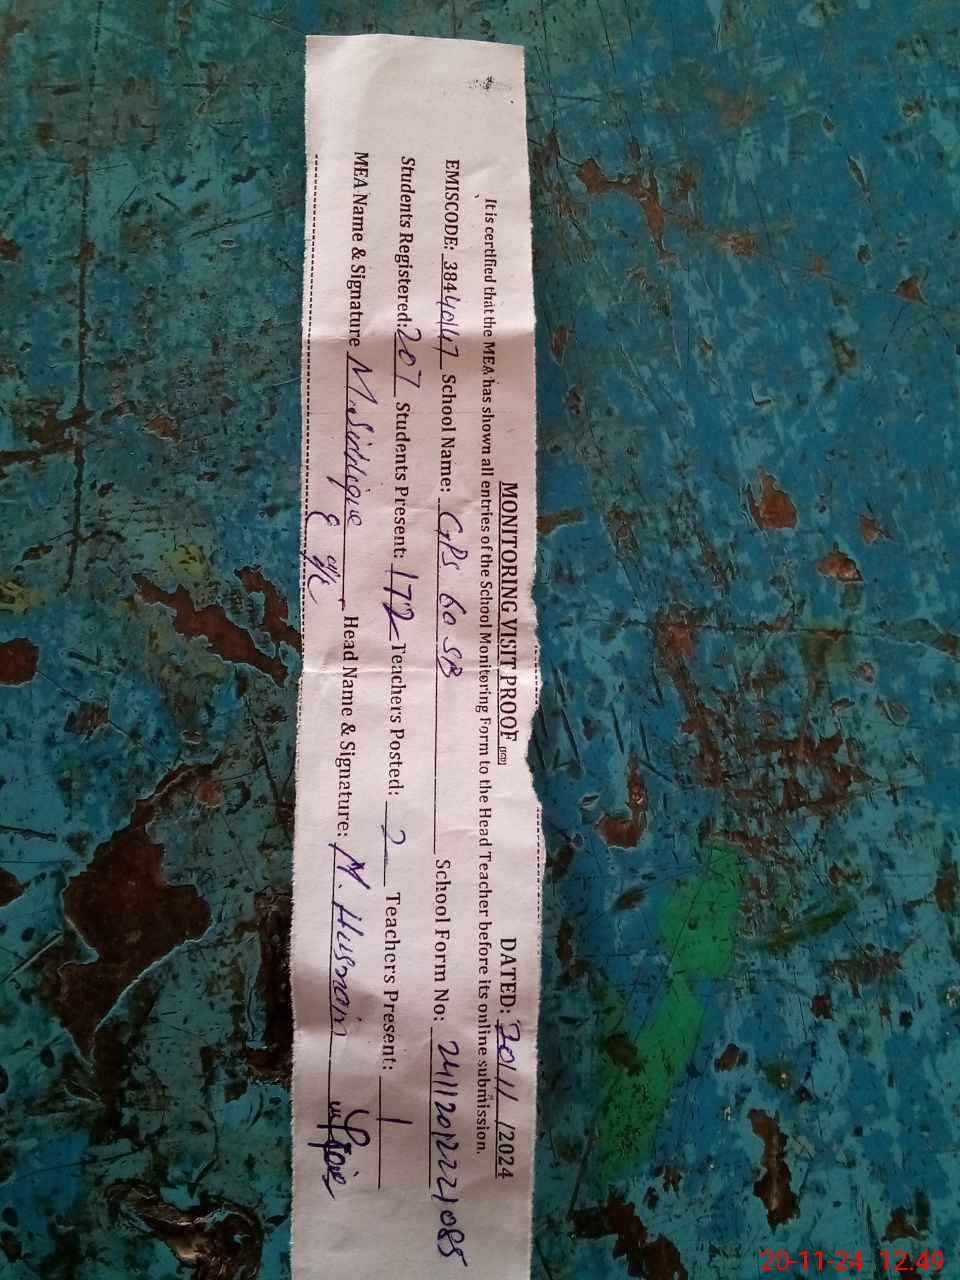 MONITORING VISIT PROOF DATED: 20/11/2024
It is certified that the MEA has shown all entries of the School Monitoring Form to the Head Teacher before its online submission.
EMISCODE: 38440147 School Name: GPS 60 SB School Form No: 241120122221085
Students Registered: 207 Students Present: 172 Teachers Posted: 2 Teachers Present: 1
MEA Name & Signature M. Siddique Head Name & Signature: M. Husnain
20-11-24 12:49